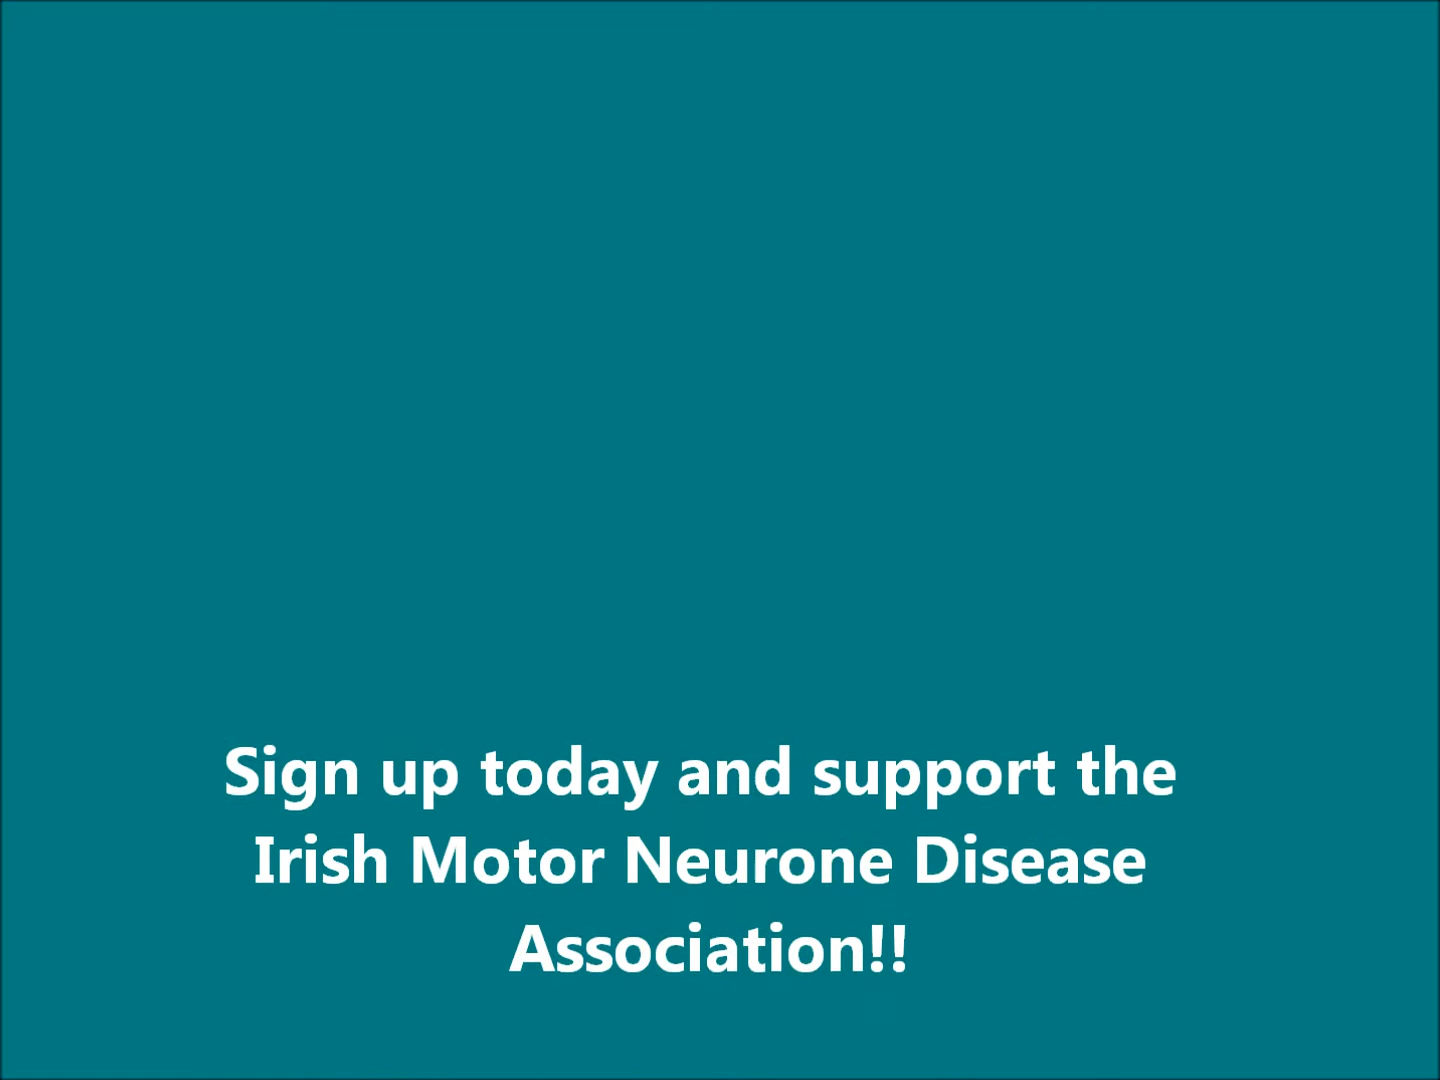 Sign up today and support the
Irish Motor Neurone Disease
Association!!